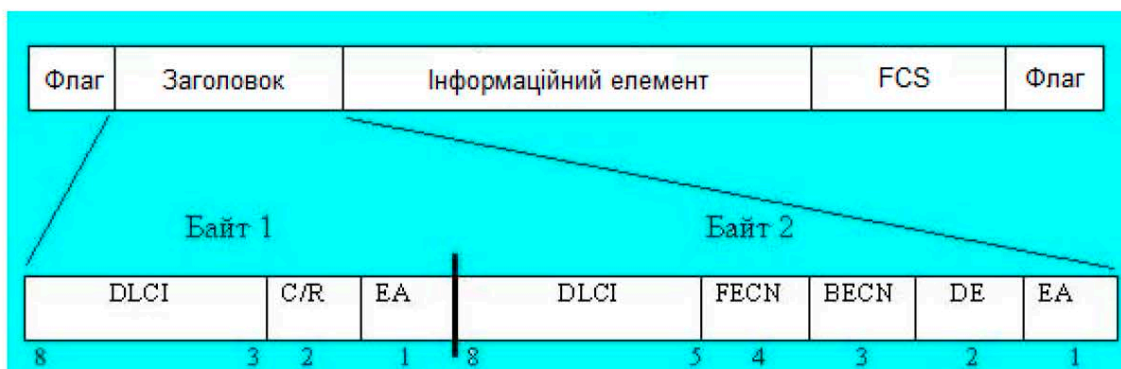 Флаг Заголовок Інформаційний елемент FCS Флаг
Байт 1 Байт 2
DLCI C/R EA DLCI FECN BECN DE EA
8 3 2 1 8 5 4 3 2 1